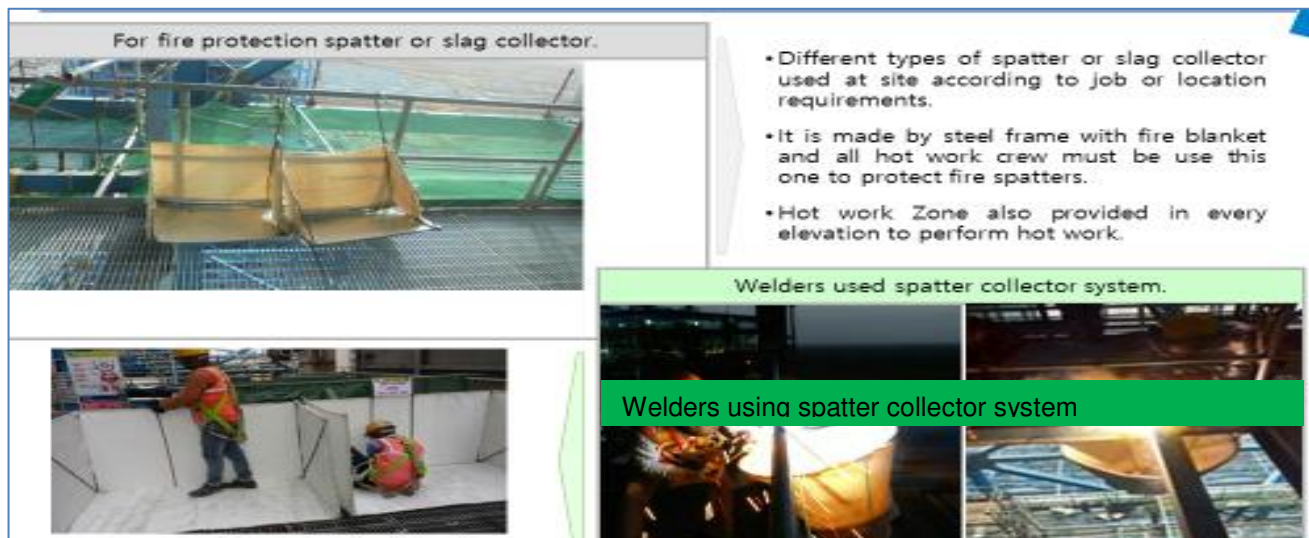 For fire protection spatter or slag collector.
•Different types of spatter or slag collector
used at site according to job or location
requirements.
•It is made by steel frame with fire blanket
and all hot work crew must be use this
one to protect fire spatters.
•Hot work Zone also provided in every
elevation to perform hot work.
Welders used spatter collector system.
Welders using spatter collector system